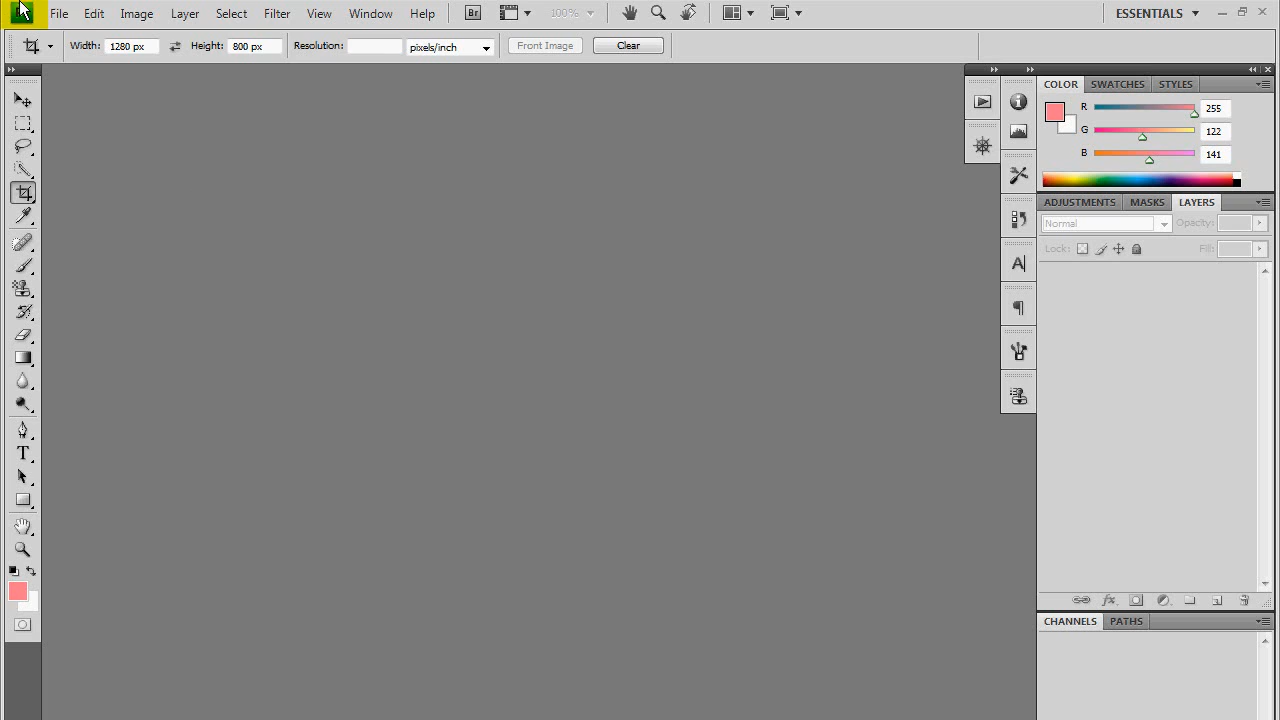 File Edit Image Layer Select Filter View Window Help Br 100% ESSENTIALS
Width: 1280 px Height: 800 px Resolution: pixels/inch Front Image Clear
COLOR SWATCHES STYLES
R 255
G 122
B 141
ADJUSTMENTS MASKS LAYERS
Normal Opacity:
Lock: Fill:
A
¶
T
fx
CHANNELS PATHS